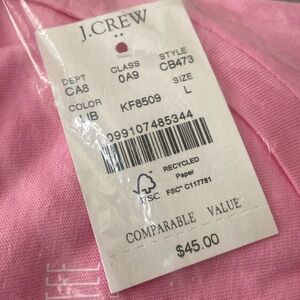 J.CREW
DEPT CLASS STYLE
CA8 0A9 CB473
COLOR SIZE
KF8509 L
099107485344
RECYCLED
Paper
FSC
FSC® C117781
COMPARABLE VALUE
$45.00